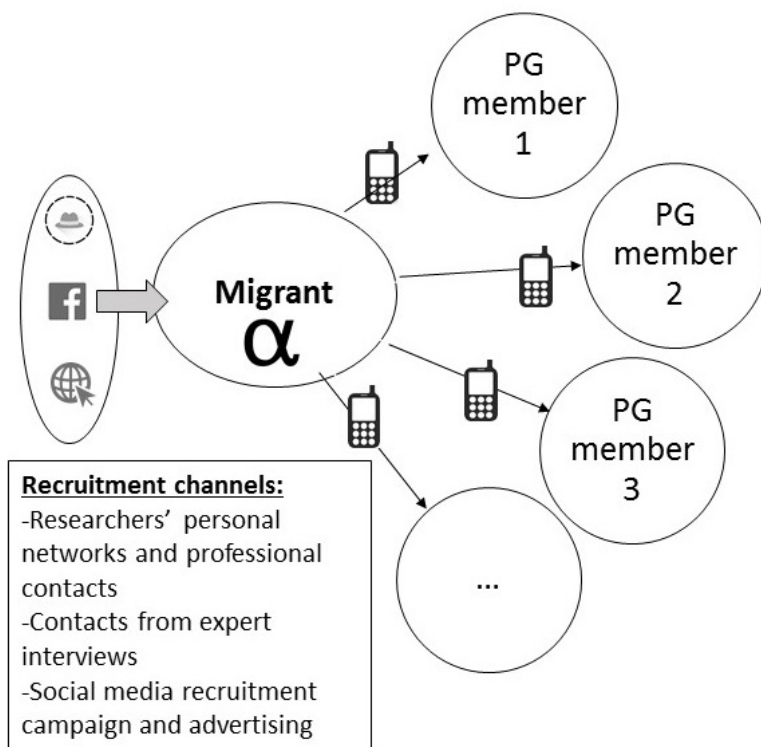 PG
member
1
PG
member
2
f
Migrant
α
PG
member
3
Recruitment channels:
-Researchers’ personal
networks and professional
contacts
-Contacts from expert
interviews
-Social media recruitment
campaign and advertising
...